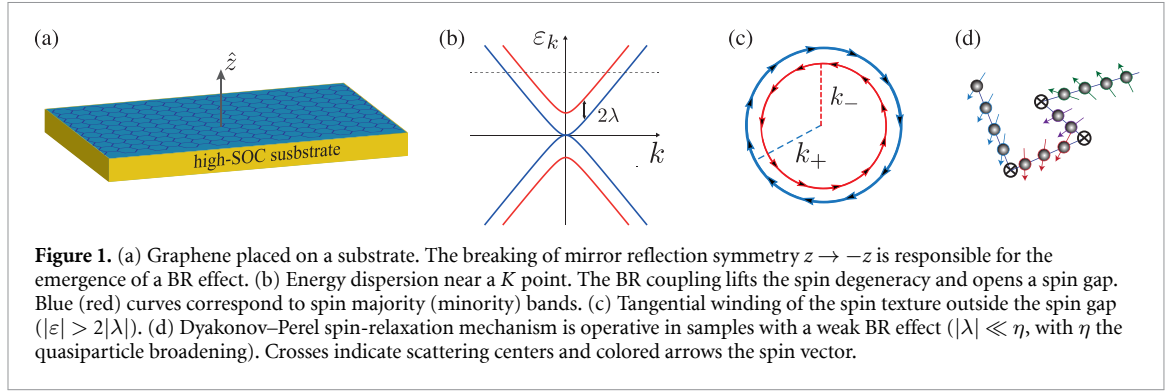 (a)
(b)
(c)
(d)
ẑ
high-SOC susbstrate
εk
2λ
k
k−
k+
Figure 1. (a) Graphene placed on a substrate. The breaking of mirror reflection symmetry z → −z is responsible for the
emergence of a BR effect. (b) Energy dispersion near a K point. The BR coupling lifts the spin degeneracy and opens a spin gap.
Blue (red) curves correspond to spin majority (minority) bands. (c) Tangential winding of the spin texture outside the spin gap
(|ε| > 2|λ|). (d) Dyakonov–Perel spin-relaxation mechanism is operative in samples with a weak BR effect (|λ| ≪ η, with η the
quasiparticle broadening). Crosses indicate scattering centers and colored arrows the spin vector.